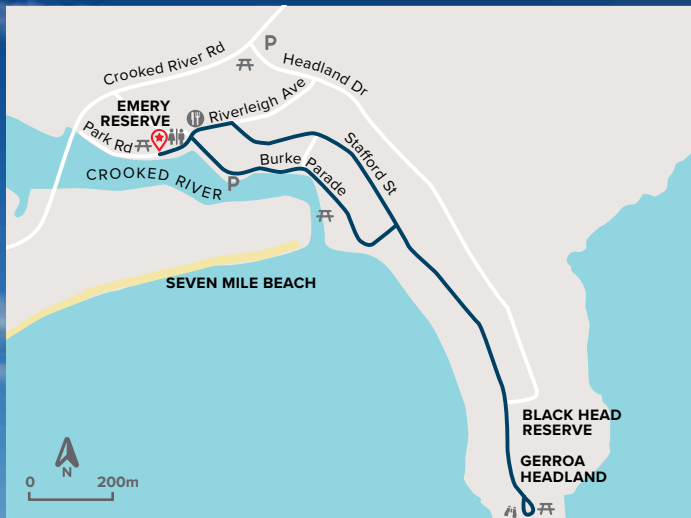 P
Crooked River Rd
Headland Dr
EMERY
RESERVE
Riverleigh Ave
Park Rd
Stafford St
Burke Parade
CROOKED RIVER
P
SEVEN MILE BEACH
BLACK HEAD
RESERVE
GERROA
HEADLAND
N
0 200m